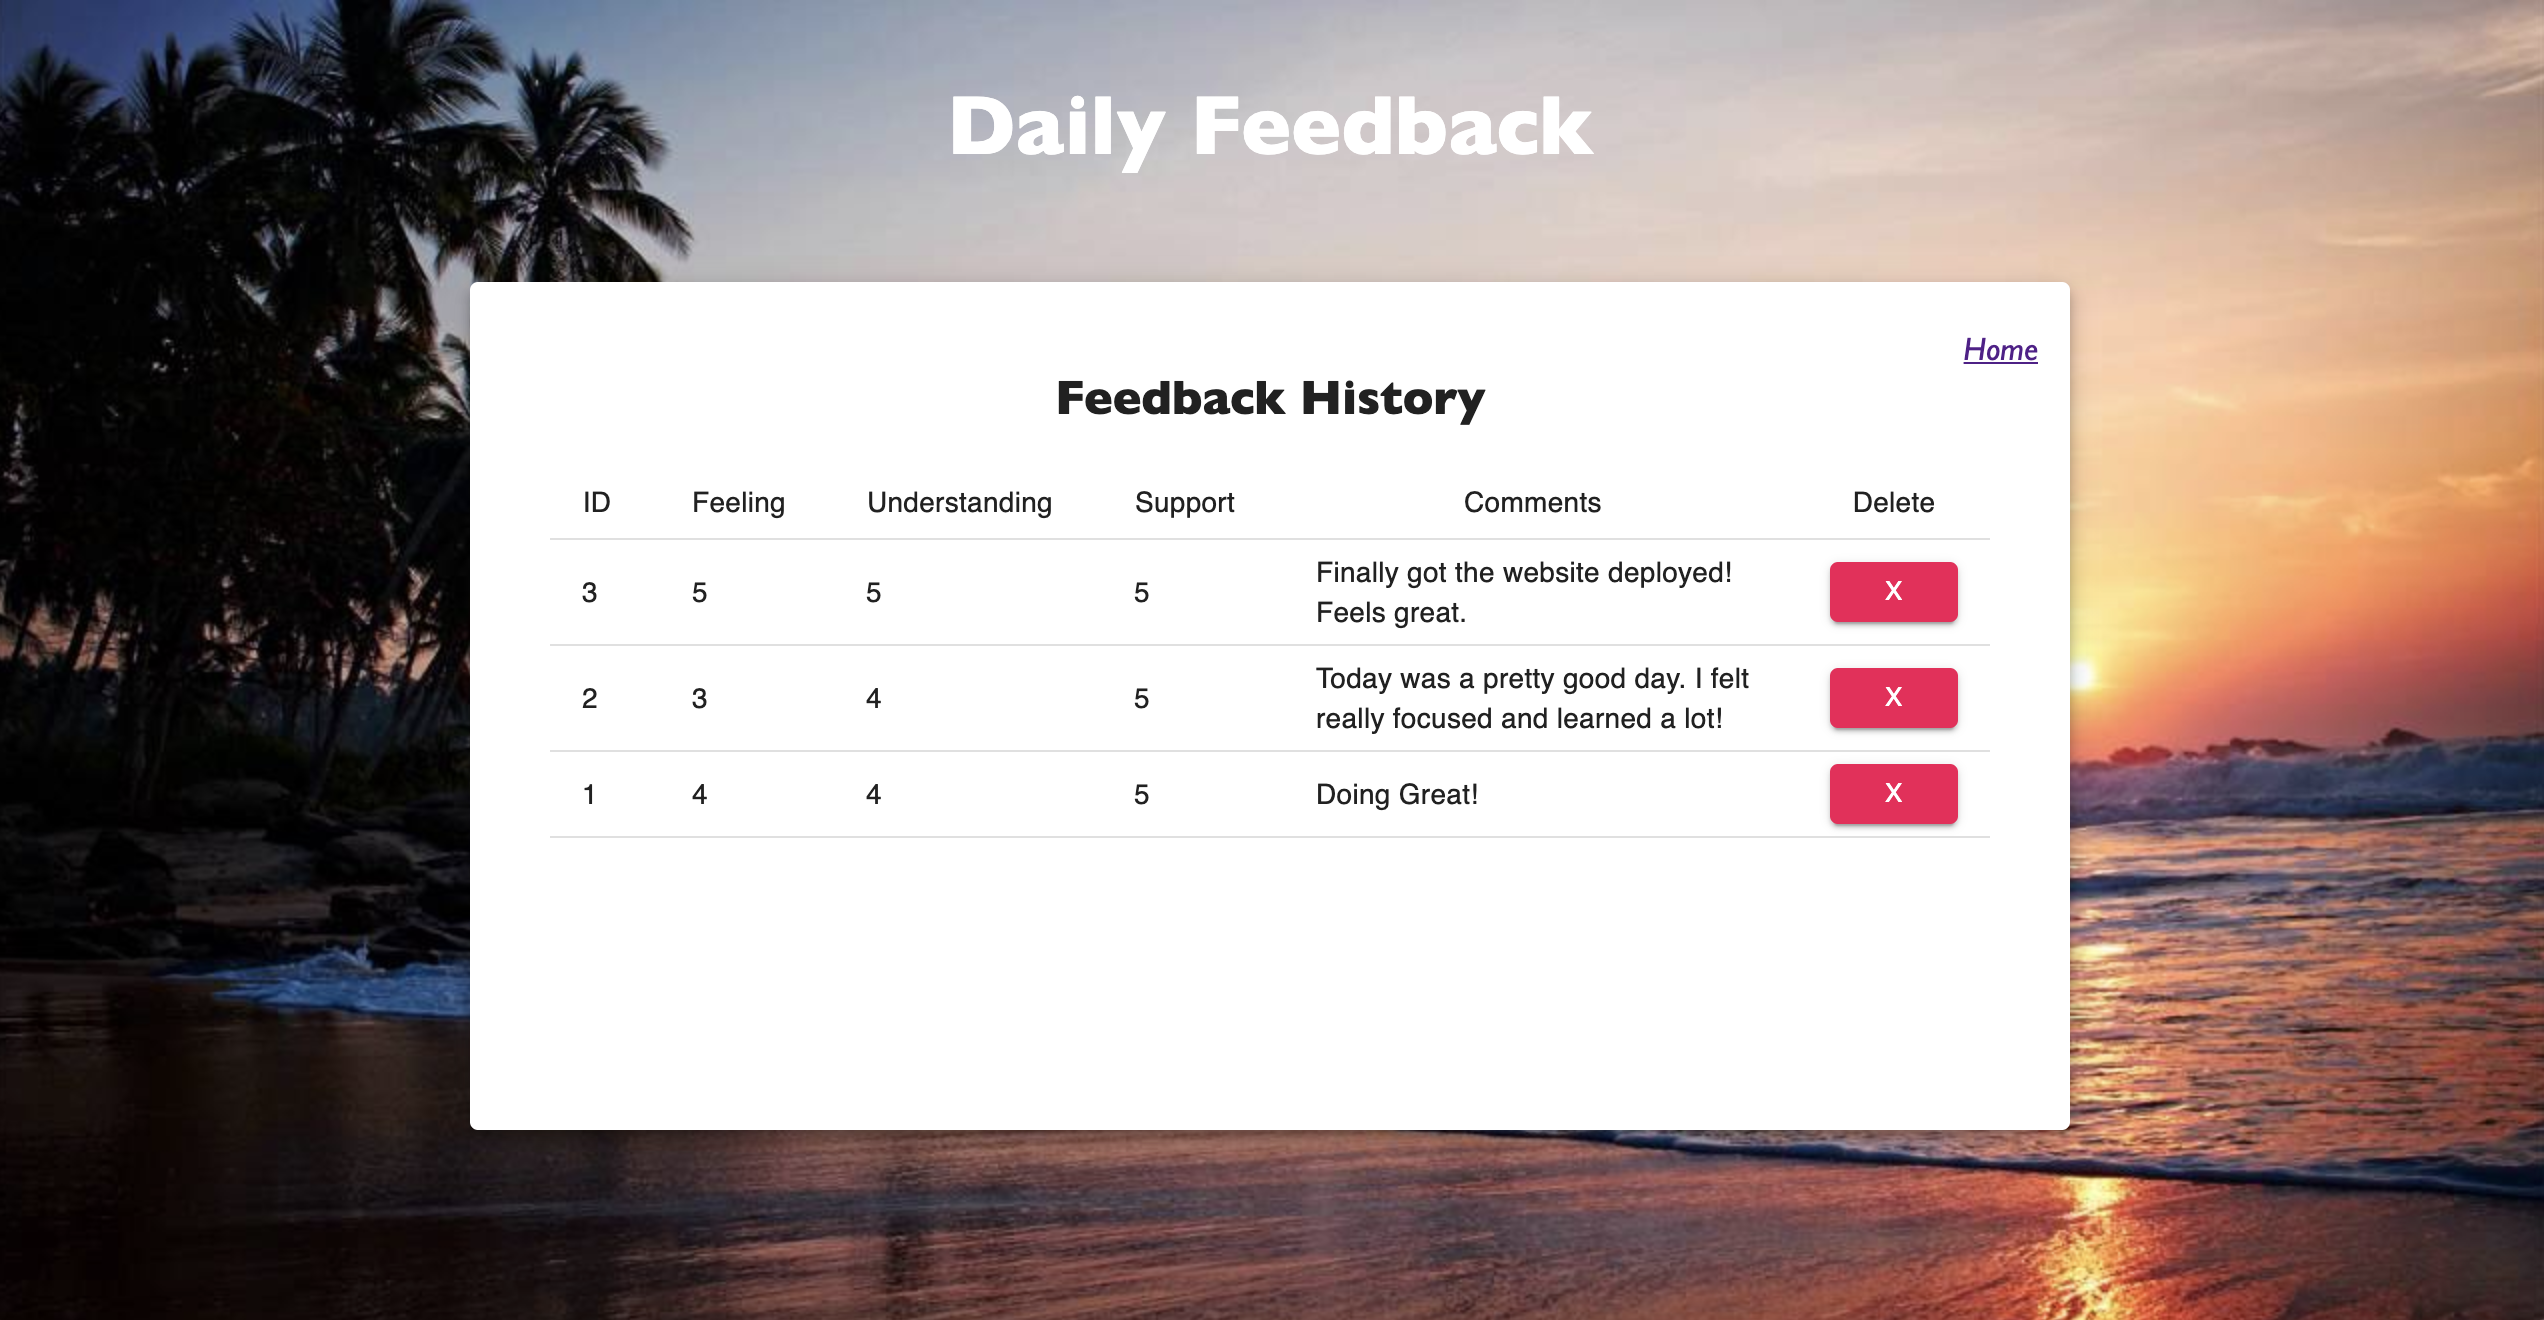 Daily Feedback
Home
Feedback History
ID Feeling Understanding Support Comments Delete
3 5 5 5 Finally got the website deployed! X
Feels great.
2 3 4 5 Today was a pretty good day. I felt X
really focused and learned a lot!
1 4 4 5 Doing Great! X